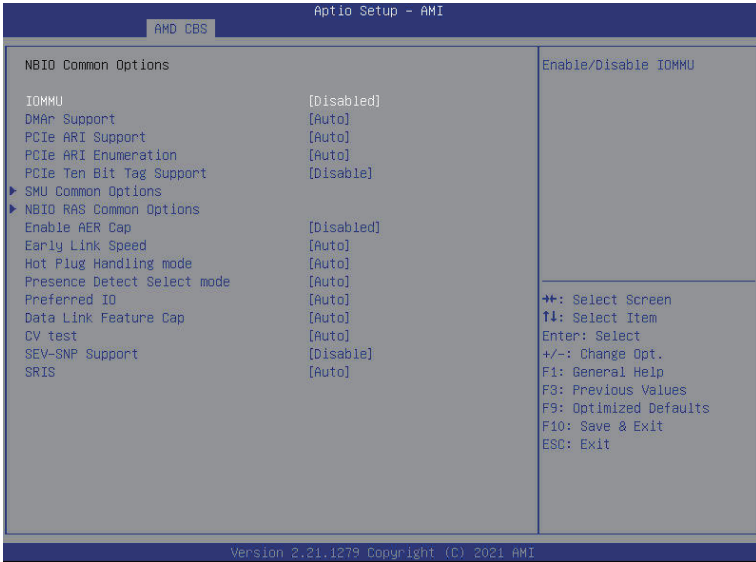 Aptio Setup – AMI
AMD CBS
NBIO Common Options
Enable/Disable IOMMU
IOMMU [Disabled]
DMAr Support [Auto]
PCIe ARI Support [Auto]
PCIe ARI Enumeration [Auto]
PCIe Ten Bit Tag Support [Disable]
▶ SMU Common Options
▶ NBIO RAS Common Options
Enable AER Cap [Disabled]
Early Link Speed [Auto]
Hot Plug Handling mode [Auto]
Presence Detect Select mode [Auto]
Preferred IO [Auto]
Data Link Feature Cap [Auto]
CV test [Auto]
SEV-SNP Support [Disable]
SRIS [Auto]
→←: Select Screen
↑↓: Select Item
Enter: Select
+/-: Change Opt.
F1: General Help
F3: Previous Values
F9: Optimized Defaults
F10: Save & Exit
ESC: Exit
Version 2.21.1279 Copyright (C) 2021 AMI